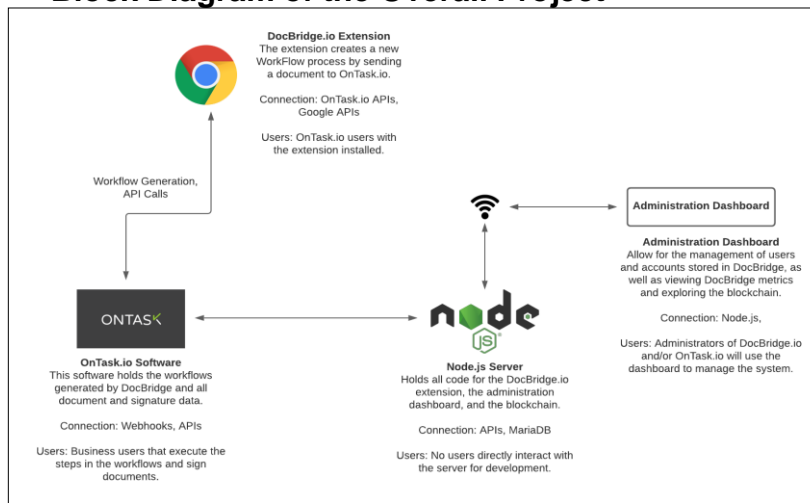 Block Diagram of the Overall Project
DocBridge.io Extension
The extension creates a new
WorkFlow process by sending
a document to OnTask.io.
Connection: OnTask.io APIs,
Google APIs
Users: OnTask.io users with
the extension installed.
Workflow Generation,
API Calls
Administration Dashboard
Administration Dashboard
Allow for the management of users
and accounts stored in DocBridge, as
well as viewing DocBridge metrics
and exploring the blockchain.
Connection: Node.js,
Users: Administrators of DocBridge.io
and/or OnTask.io will use the
dashboard to manage the system.
ONTASK
OnTask.io Software
This software holds the workflows
generated by DocBridge and all
document and signature data.
Connection: Webhooks, APIs
Users: Business users that execute the
steps in the workflows and sign
documents.
node
JS
Node.js Server
Holds all code for the DocBridge.io
extension, the administration
dashboard, and the blockchain.
Connection: APIs, MariaDB
Users: No users directly interact with
the server for development.